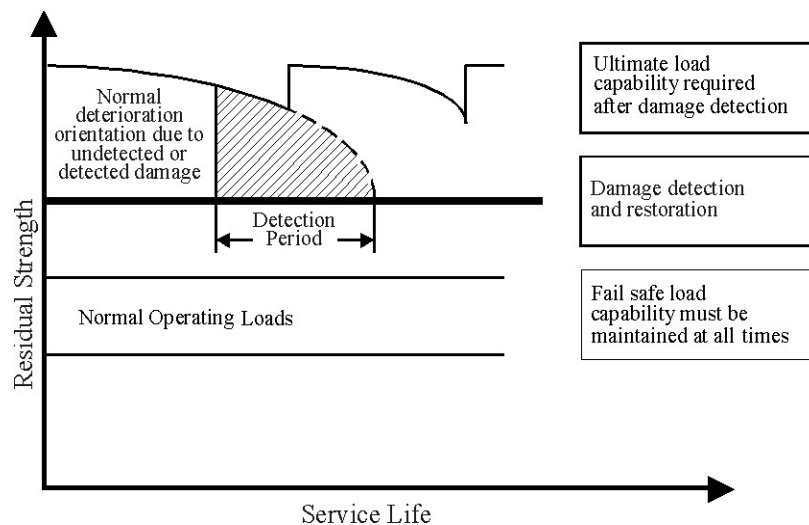 Normal
deterioration
orientation due to
undetected or
detected damage
Detection
Period
Normal Operating Loads
Residual Strength
Service Life
Ultimate load
capability required
after damage detection
Damage detection
and restoration
Fail safe load
capability must be
maintained at all times